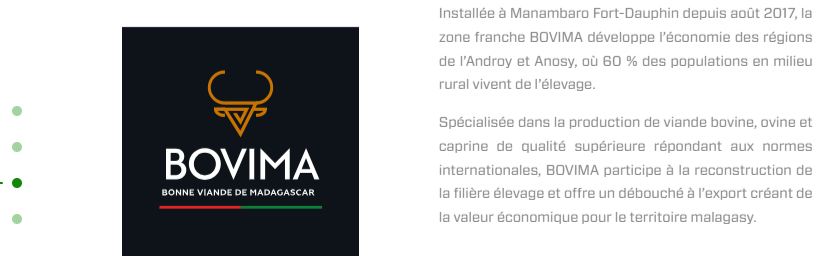 BOVIMA
BONNE VIANDE DE MADAGASCAR
Installée à Manambaro Fort-Dauphin depuis août 2017, la
zone franche BOVIMA développe l'économie des régions
de l'Androy et Anosy, où 60 % des populations en milieu
rural vivent de l'élevage.
Spécialisée dans la production de viande bovine, ovine et
caprine de qualité supérieure répondant aux normes
internationales, BOVIMA participe à la reconstruction de
la filière élevage et offre un débouché à l'export créant de
la valeur économique pour le territoire malagasy.